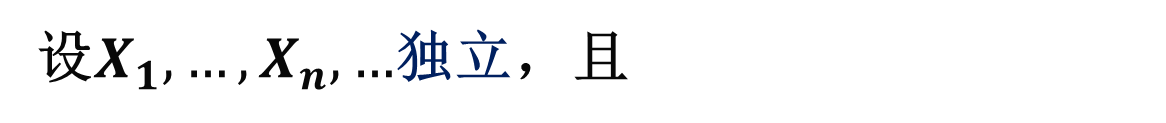 设𝑿₁, … , 𝑿ₙ, …独立，且